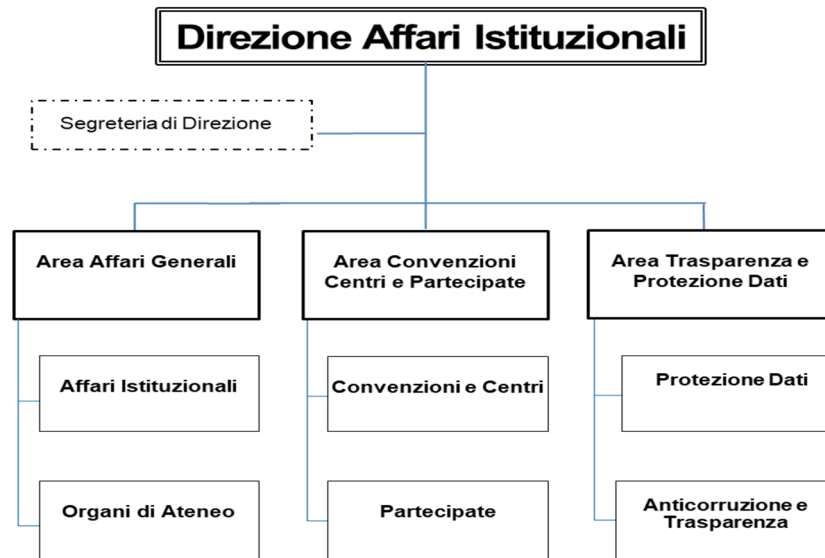 Direzione Affari Istituzionali
Segreteria di Direzione
Area Affari Generali
Area Convenzioni
Centri e Partecipate
Area Trasparenza e
Protezione Dati
Affari Istituzionali
Convenzioni e Centri
Protezione Dati
Organi di Ateneo
Partecipate
Anticorruzione e
Trasparenza